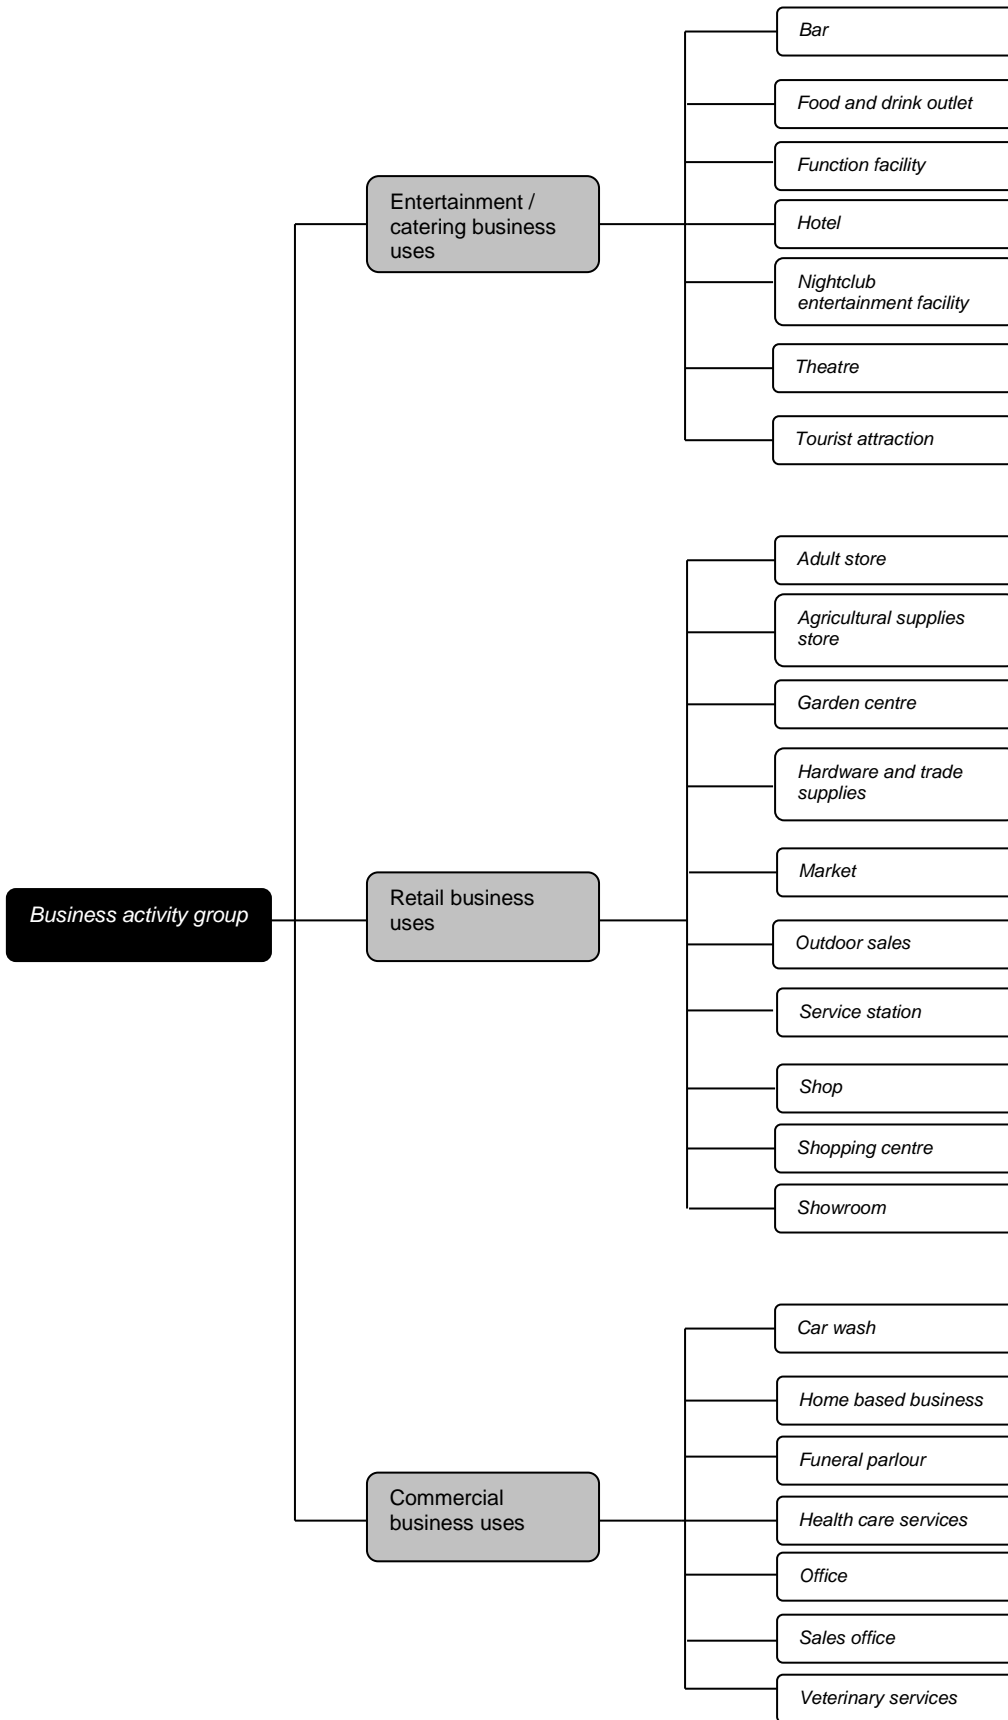 Bar
Food and drink outlet
Function facility
Entertainment /
catering business
uses
Hotel
Nightclub
entertainment facility
Theatre
Tourist attraction
Adult store
Agricultural supplies
store
Garden centre
Hardware and trade
supplies
Market
Business activity group
Retail business
uses
Outdoor sales
Service station
Shop
Shopping centre
Showroom
Car wash
Home based business
Funeral parlour
Commercial
business uses
Health care services
Office
Sales office
Veterinary services